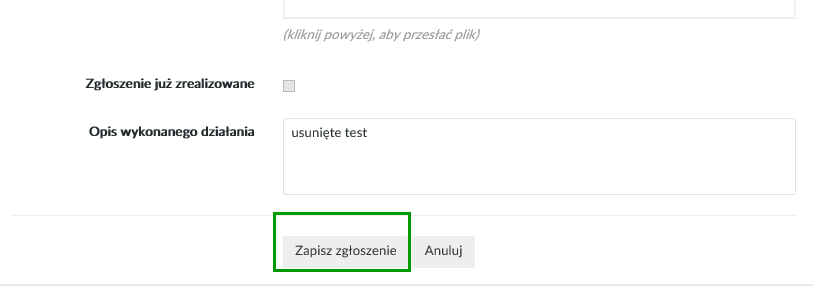 (kliknij powyżej, aby przesłać plik)
Zgłoszenie już zrealizowane
Opis wykonanego działania
usunięte test
Zapisz zgłoszenie
Anuluj